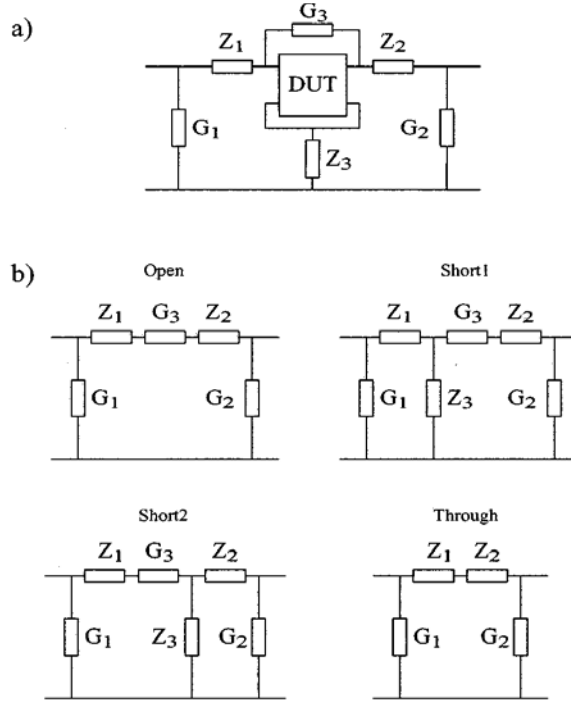 a)
G3
Z1
Z2
DUT
G1
G2
Z3
b)
Open
Short1
Z1 G3 Z2
Z1 G3 Z2
G1
G2
G1
Z3
G2
Short2
Through
Z1 G3 Z2
Z1 Z2
G1
Z3
G2
G1
G2